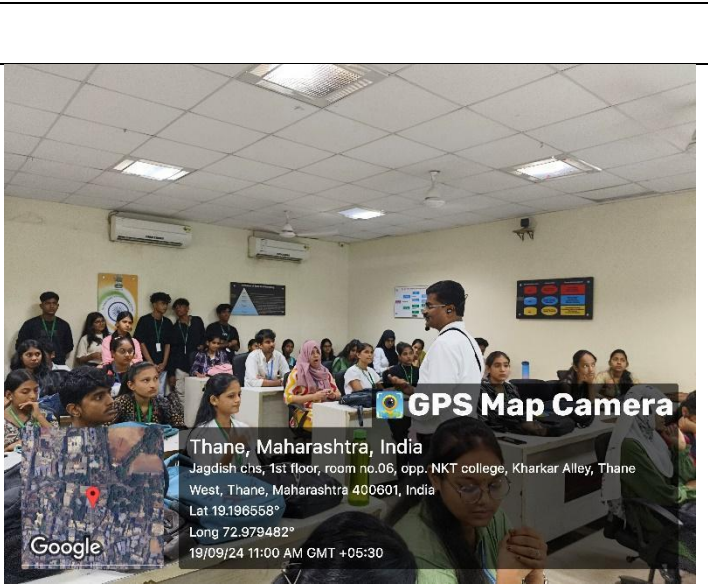 GPS Map Camera
Thane, Maharashtra, India
Jagdish chs, 1st floor, room no.06, opp. NKT college, Kharkar Alley, Thane
West, Thane, Maharashtra 400601, India
Lat 19.196558°
Long 72.979482°
19/09/24 11:00 AM GMT +05:30
Google